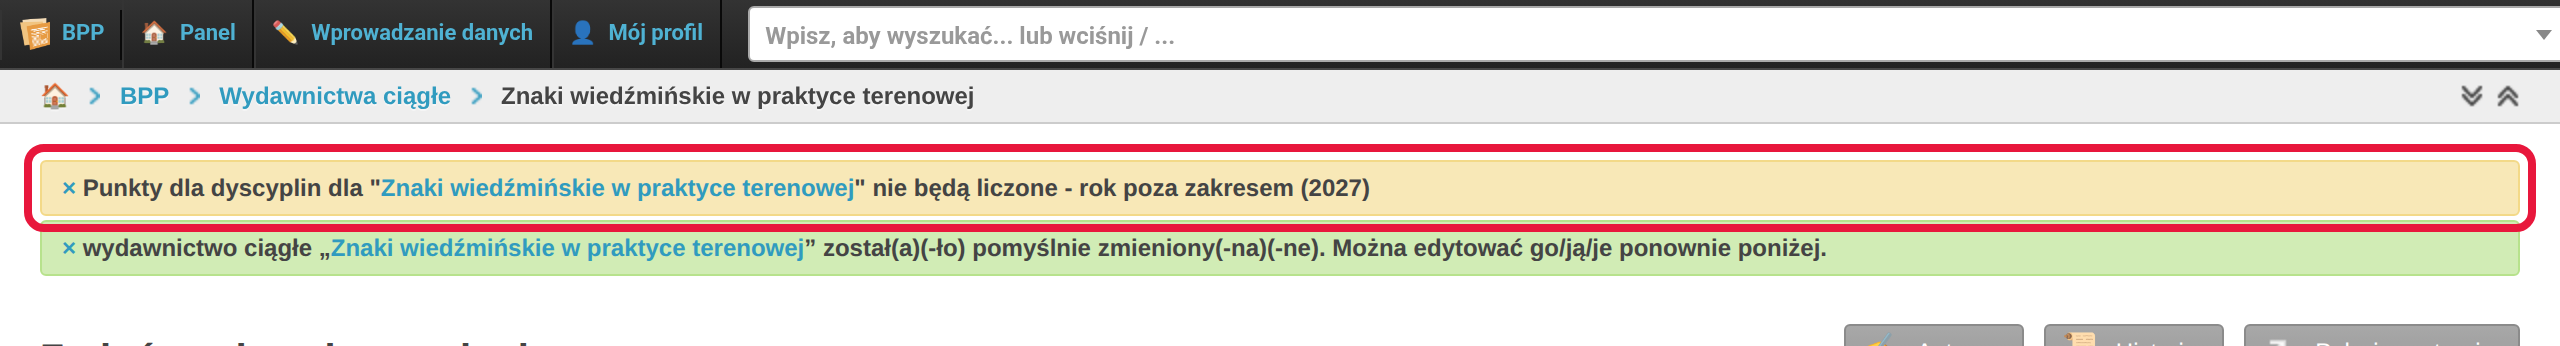 BPP Panel Wprowadzanie danych Mój profil Wpisz, aby wyszukać... lub wciśnij / ...
BPP Wydawnictwa ciągłe Znaki wiedźmińskie w praktyce terenowej
× Punkty dla dyscyplin dla "Znaki wiedźmińskie w praktyce terenowej" nie będą liczone - rok poza zakresem (2027)
× wydawnictwo ciągłe „Znaki wiedźmińskie w praktyce terenowej” został(a)(-ło) pomyślnie zmieniony(-na)(-ne). Można edytować go/ją/je ponownie poniżej.